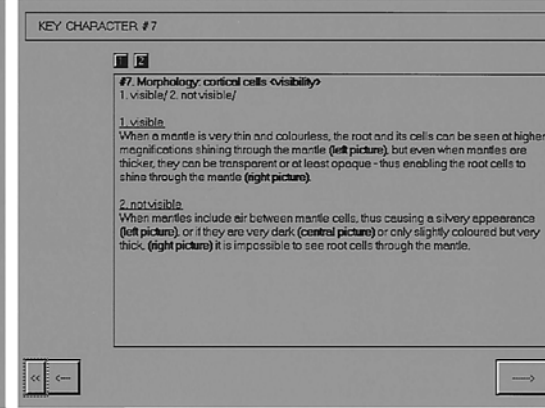 KEY CHARACTER #7
1 2
#7. Morphology: cortical cells <visibility>
1. visible/ 2. not visible/
1. visible
When a mantle is very thin and colourless, the root and its cells can be seen at higher
magnifications shining through the mantle (left picture), but even when mantles are
thicker, they can be transparent or at least opaque - thus enabling the root cells to
shine through the mantle (right picture).
2. not visible
When mantles include air between mantle cells, thus causing a silvery appearance
(left picture), or if they are very dark (central picture) or only slightly coloured but very
thick, (right picture) it is impossible to see root cells through the mantle.
<< <--- --->